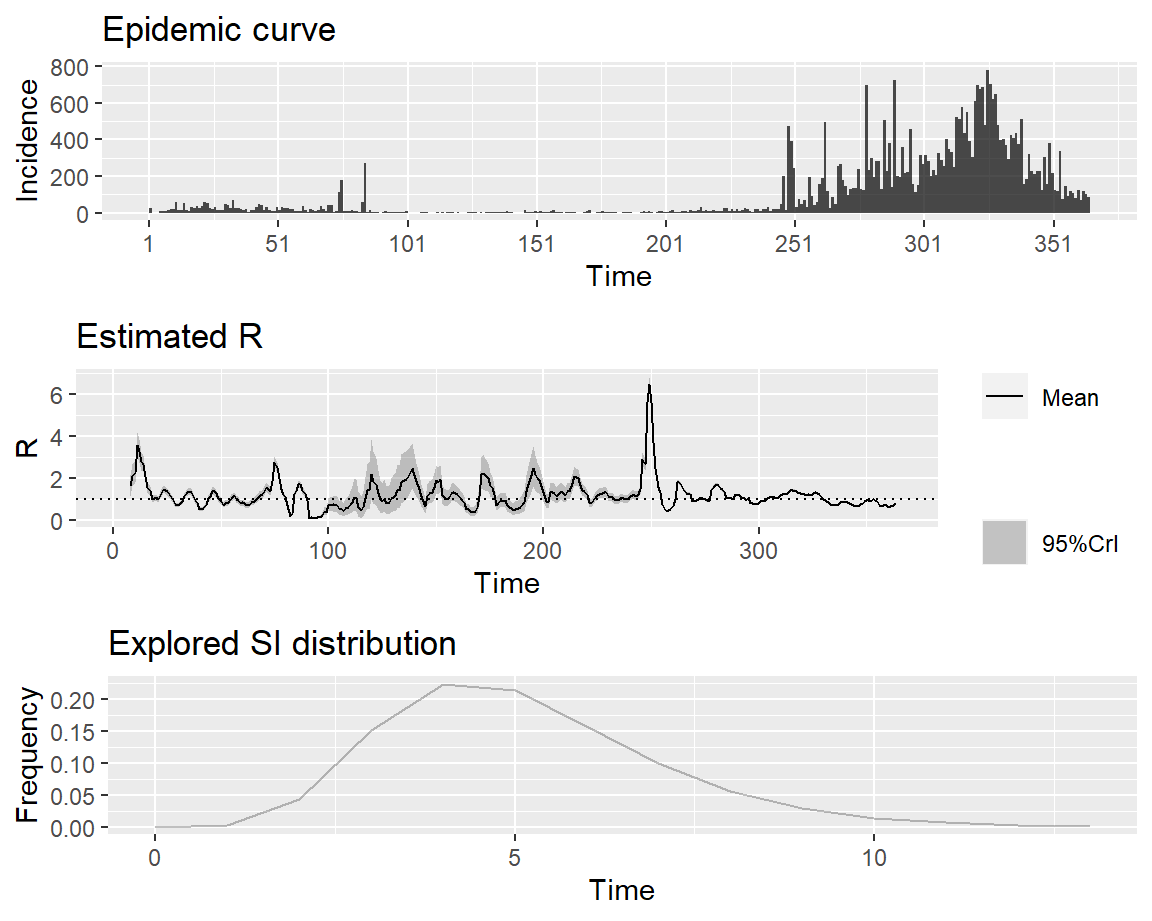 Epidemic curve
800
600
400
200
0
Incidence
1 51 101 151 201 251 301 351
Time
Estimated R
6
4
2
0
R
0 100 200 300
Time
Mean
95%CrI
Explored SI distribution
0.20
0.15
0.10
0.05
0.00
Frequency
0 5 10
Time